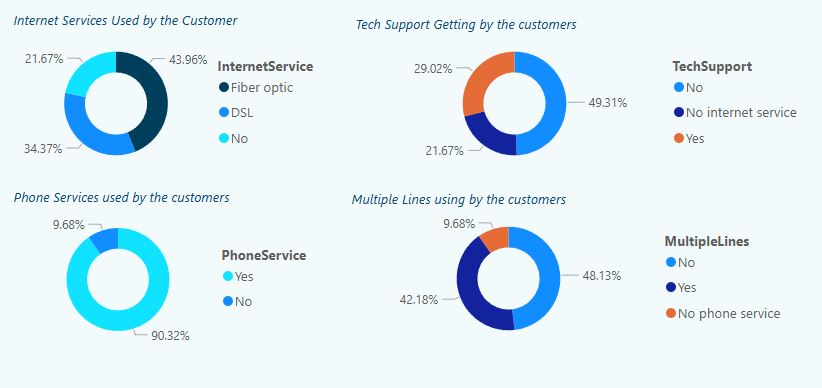 Internet Services Used by the Customer
21.67%
43.96%
34.37%
InternetService
Fiber optic
DSL
No
Tech Support Getting by the customers
29.02%
49.31%
21.67%
TechSupport
No
No internet service
Yes
Phone Services used by the customers
9.68%
90.32%
PhoneService
Yes
No
Multiple Lines using by the customers
9.68%
48.13%
42.18%
MultipleLines
No
Yes
No phone service